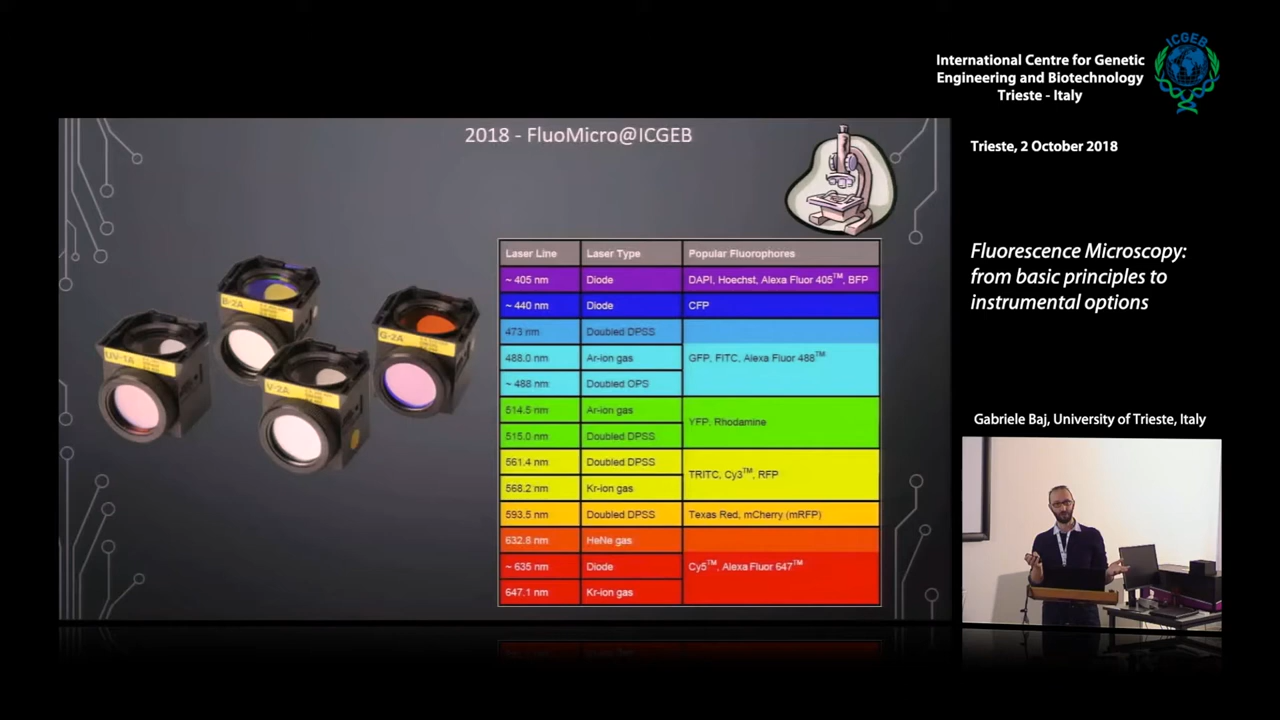 International Centre for Genetic
Engineering and Biotechnology
Trieste - Italy
ICGEB
Trieste, 2 October 2018
2018 - FluoMicro@ICGEB
Fluorescence Microscopy:
from basic principles to
instrumental options
Gabriele Baj, University of Trieste, Italy
UV-1A
B-2A
V-2A
G-2A
Laser Line Laser Type Popular Fluorophores
~ 405 nm Diode DAPI, Hoechst, Alexa Fluor 405™, BFP
~ 440 nm Diode CFP
473 nm Doubled DPSS
488.0 nm Ar-ion gas GFP, FITC, Alexa Fluor 488™
~ 488 nm Doubled OPS
514.5 nm Ar-ion gas YFP, Rhodamine
515.0 nm Doubled DPSS
561.4 nm Doubled DPSS TRITC, Cy3™, RFP
568.2 nm Kr-ion gas
593.5 nm Doubled DPSS Texas Red, mCherry (mRFP)
632.8 nm HeNe gas
~ 635 nm Diode Cy5™, Alexa Fluor 647™
647.1 nm Kr-ion gas